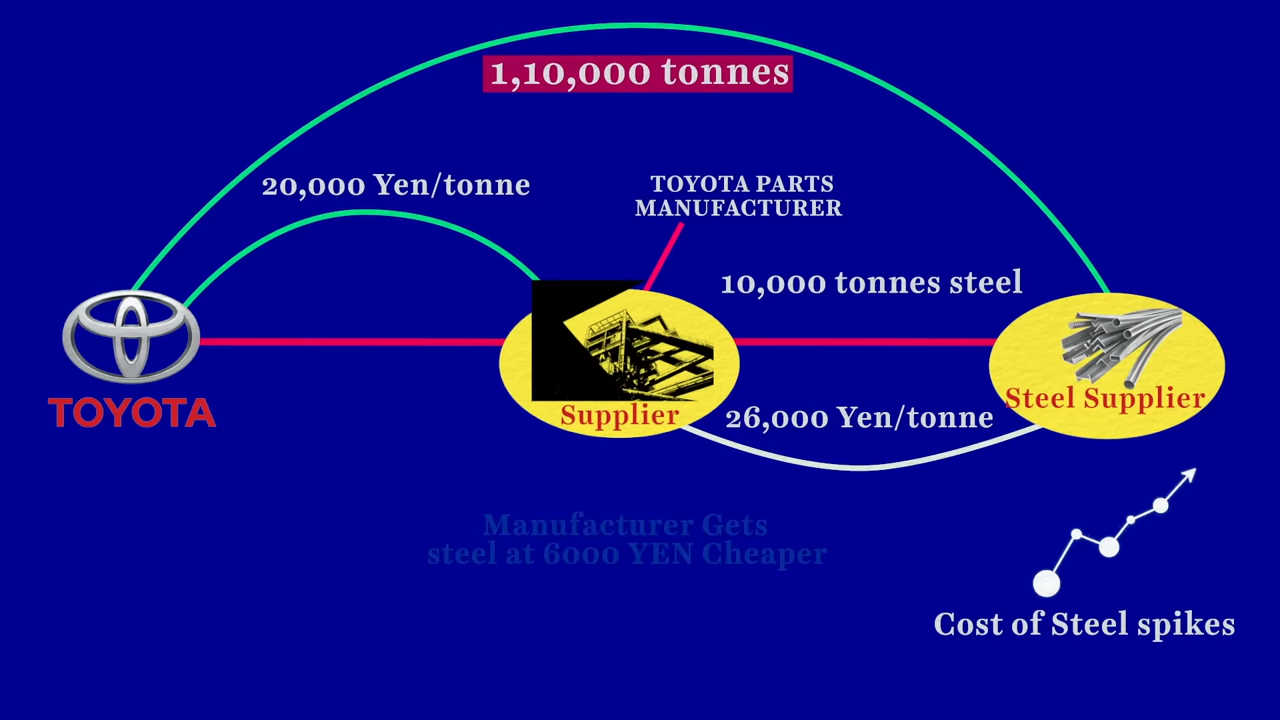 1,10,000 tonnes
20,000 Yen/tonne
TOYOTA PARTS
MANUFACTURER
10,000 tonnes steel
TOYOTA
Supplier
26,000 Yen/tonne
Steel Supplier
Manufacturer Gets
steel at 6000 YEN Cheaper
Cost of Steel spikes